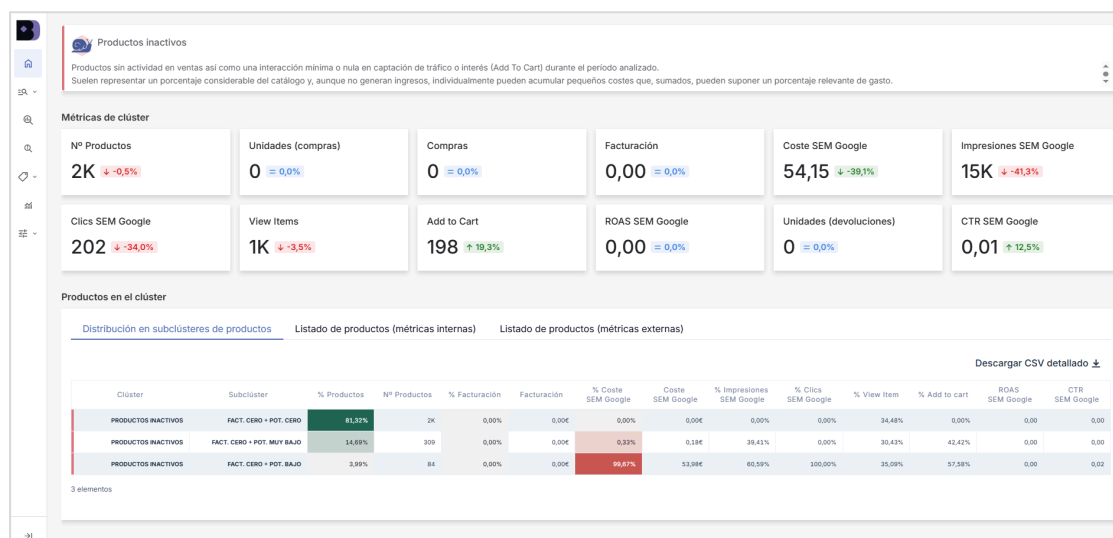 Productos inactivos
Productos sin actividad en ventas así como una interacción mínima o nula en captación de tráfico o interés (Add To Cart) durante el período analizado.
Suelen representar un porcentaje considerable del catálogo y, aunque no generan ingresos, individualmente pueden acumular pequeños costes que, sumados, pueden suponer un porcentaje relevante de gasto.
Métricas de clúster
Nº Productos Unidades (compras) Compras Facturación Coste SEM Google Impresiones SEM Google
2K ↓ -0,5% 0 = 0,0% 0 = 0,0% 0,00 = 0,0% 54,15 ↓ -39,1% 15K ↓ -41,3%
Clics SEM Google View Items Add to Cart ROAS SEM Google Unidades (devoluciones) CTR SEM Google
202 ↓ -34,0% 1K ↓ -3,5% 198 ↑ 19,3% 0,00 = 0,0% 0 = 0,0% 0,01 ↑ 12,5%
Productos en el clúster
Distribución en subclústeres de productos Listado de productos (métricas internas) Listado de productos (métricas externas)
Descargar CSV detallado
Clúster Subclúster % Productos Nº Productos % Facturación Facturación % Coste SEM Google Coste SEM Google % Impresiones SEM Google % Clics SEM Google % View Item % Add to cart ROAS SEM Google CTR SEM Google
PRODUCTOS INACTIVOS FACT. CERO + POT. CERO 81,32% 2K 0,00% 0,00€ 0,00% 0,00€ 0,00% 0,00% 34,48% 0,00% 0,00 0,00
PRODUCTOS INACTIVOS FACT. CERO + POT. MUY BAJO 14,69% 309 0,00% 0,00€ 0,33% 0,18€ 39,41% 0,00% 30,43% 42,42% 0,00 0,00
PRODUCTOS INACTIVOS FACT. CERO + POT. BAJO 3,99% 84 0,00% 0,00€ 99,67% 53,98€ 60,59% 100,00% 35,09% 57,58% 0,00 0,02
3 elementos